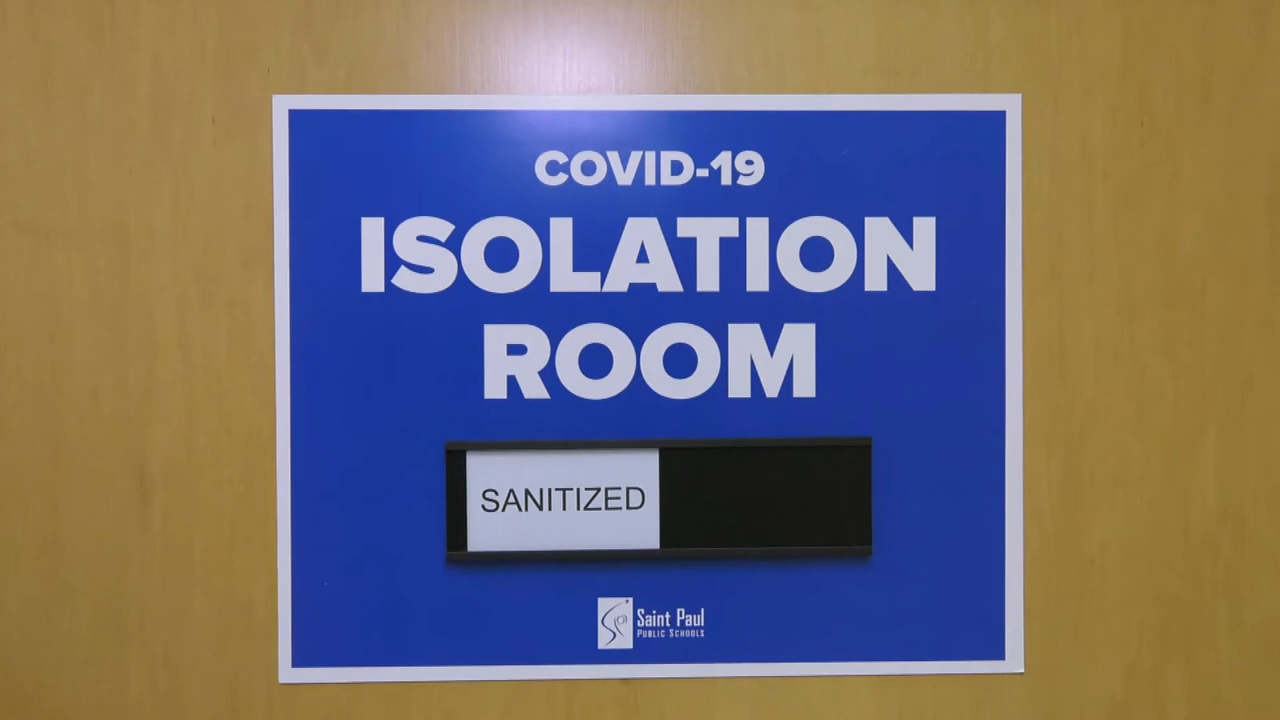 COVID-19
ISOLATION
ROOM
SANITIZED
Saint Paul
PUBLIC SCHOOLS